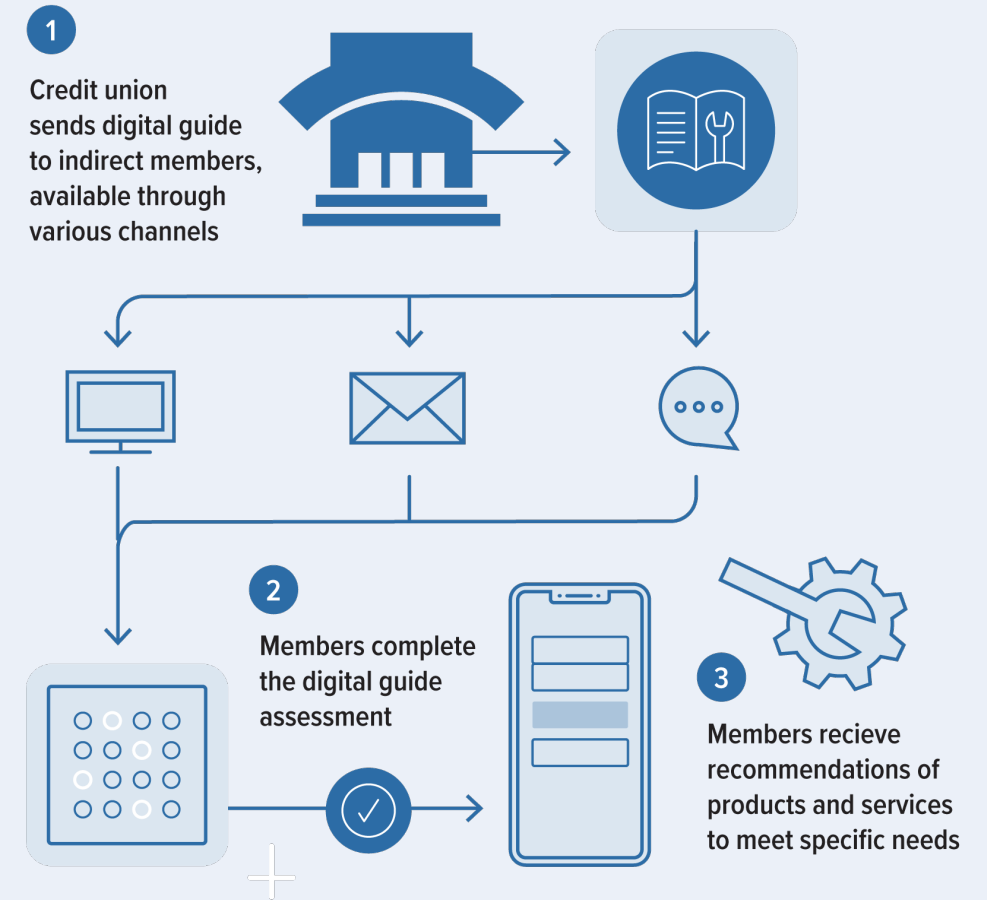 1
Credit union
sends digital guide
to indirect members,
available through
various channels
2
Members complete
the digital guide
assessment
3
Members recieve
recommendations of
products and services
to meet specific needs